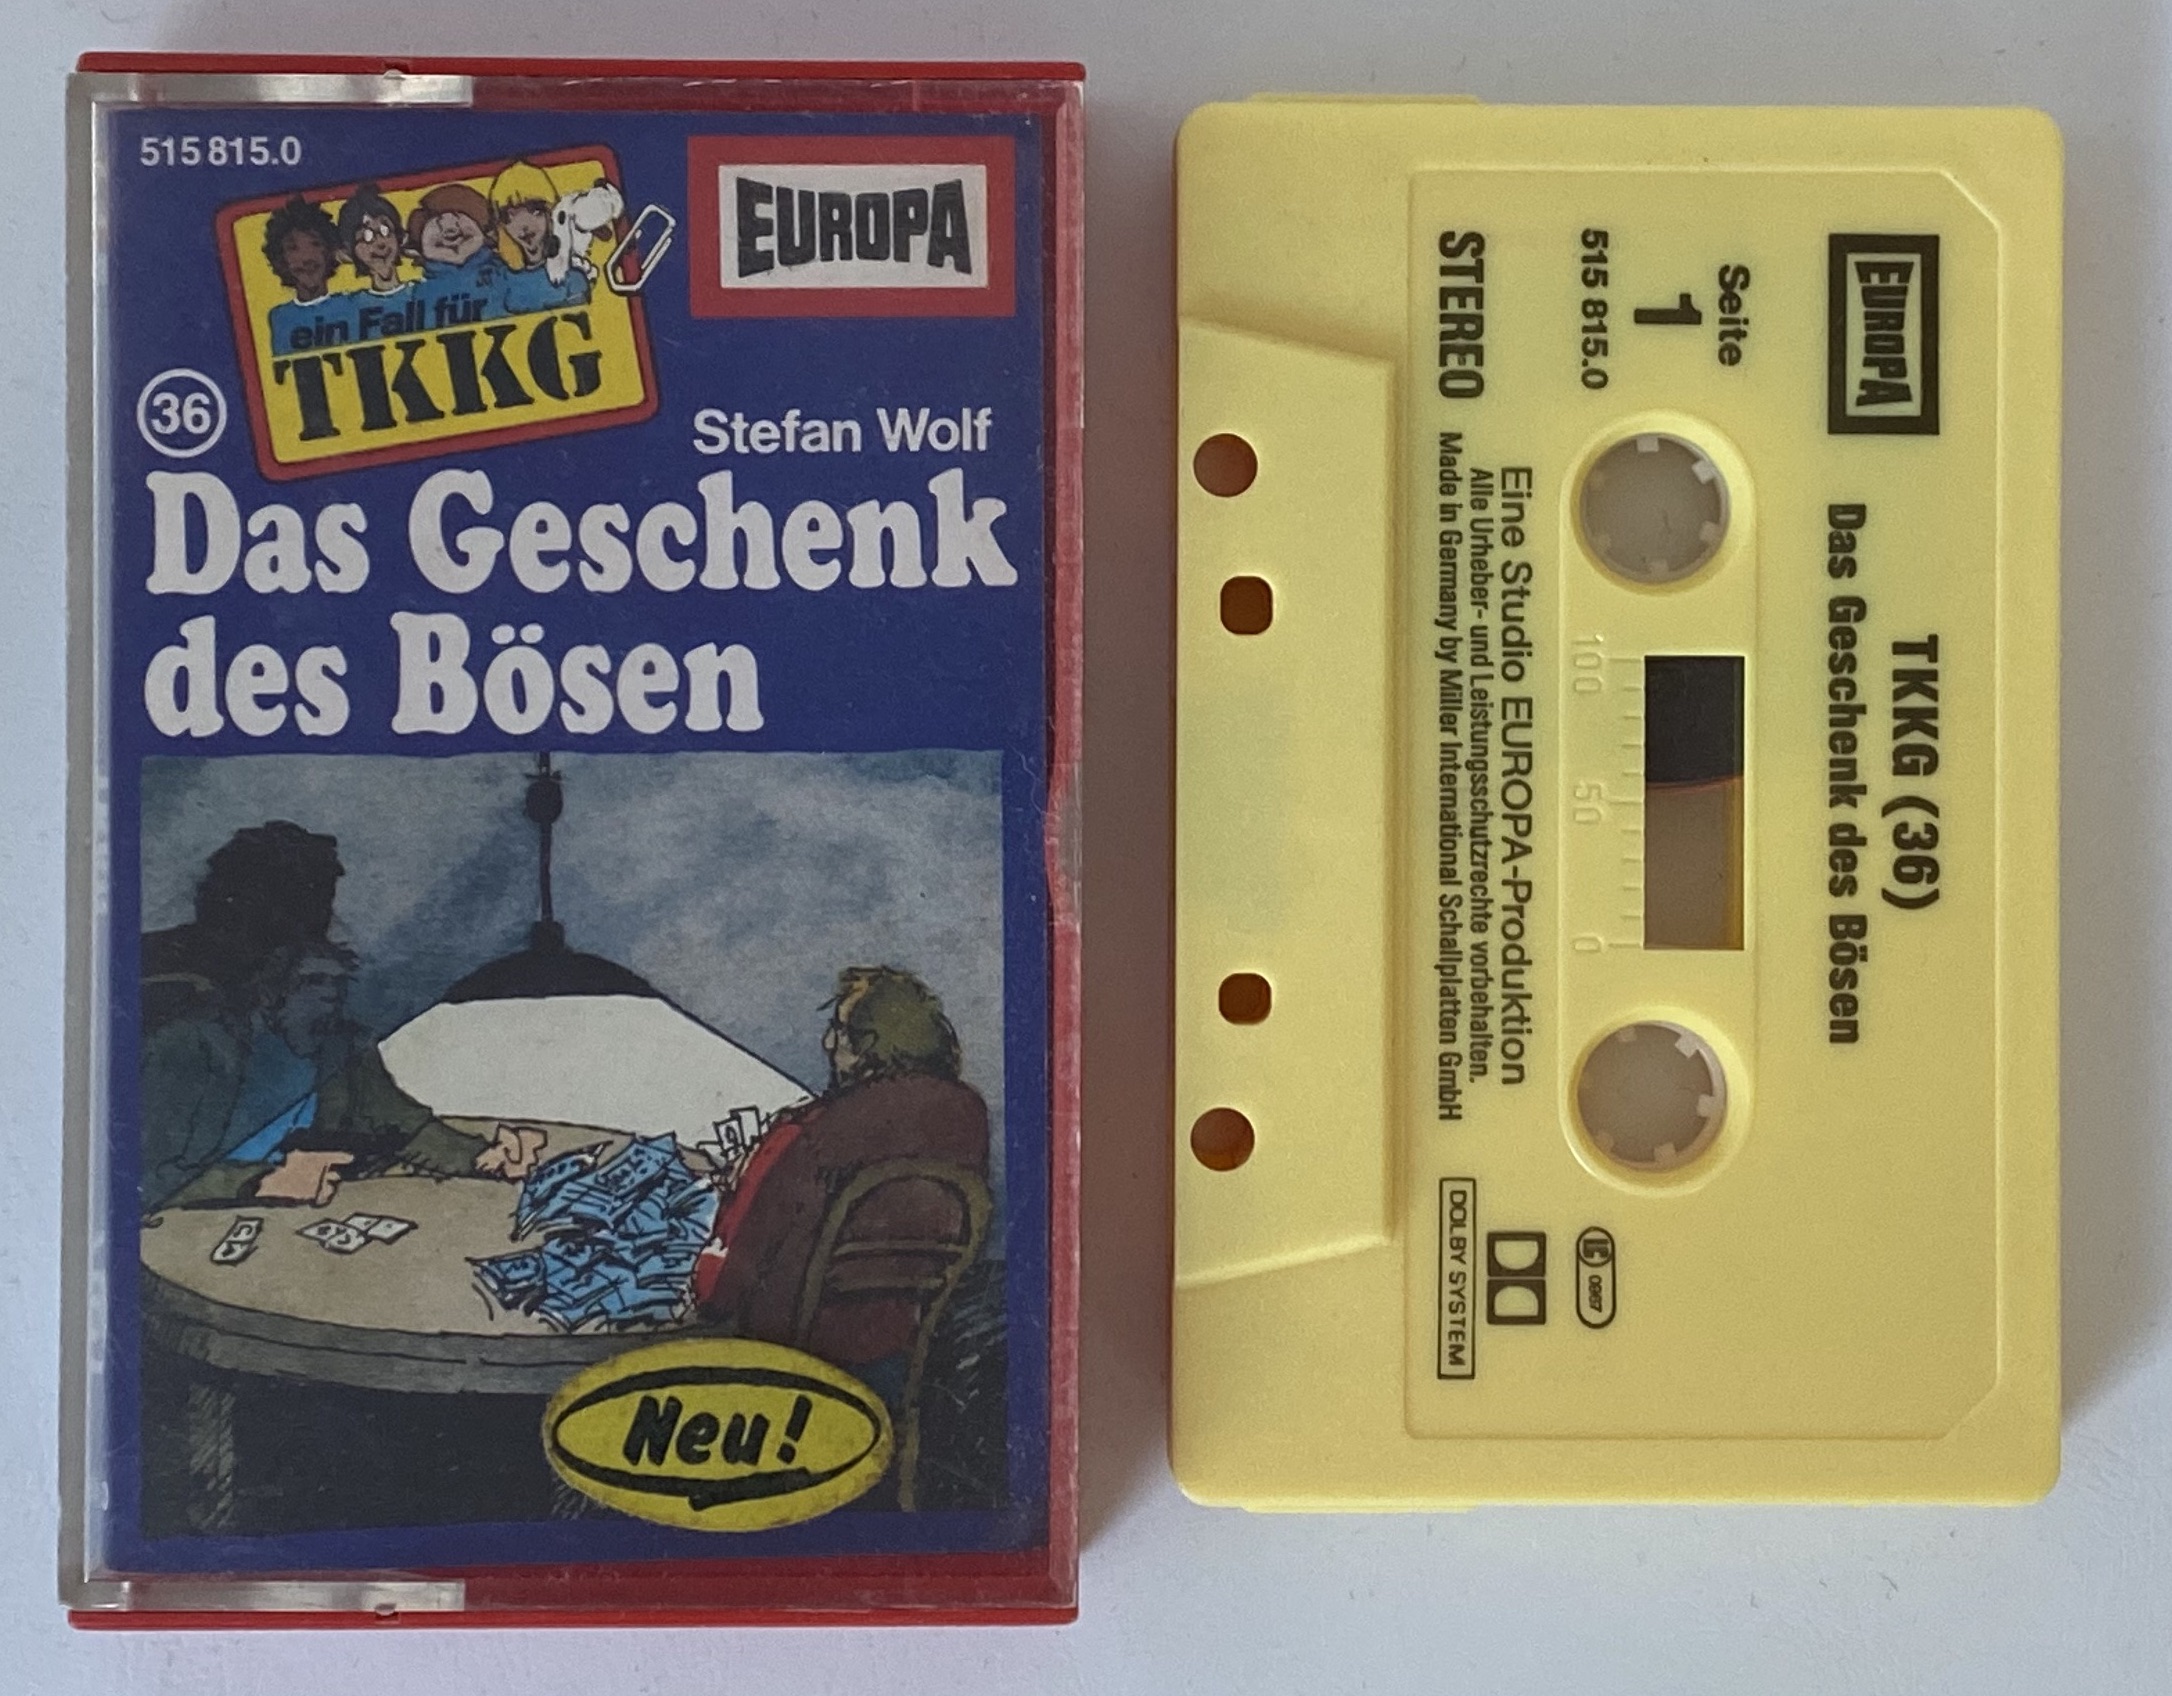 515 815.0
EUROPA
ein Fall für
TKKG
36
Stefan Wolf
Das Geschenk
des Bösen
Neu!
EUROPA
TKKG (36)
Das Geschenk des Bösen
Seite
1
515 815.0
STEREO
100 50 0
LC 0967
Eine Studio EUROPA-Produktion
Alle Urheber- und Leistungsschutzrechte vorbehalten.
Made in Germany by Miller International Schallplatten GmbH
DOLBY SYSTEM